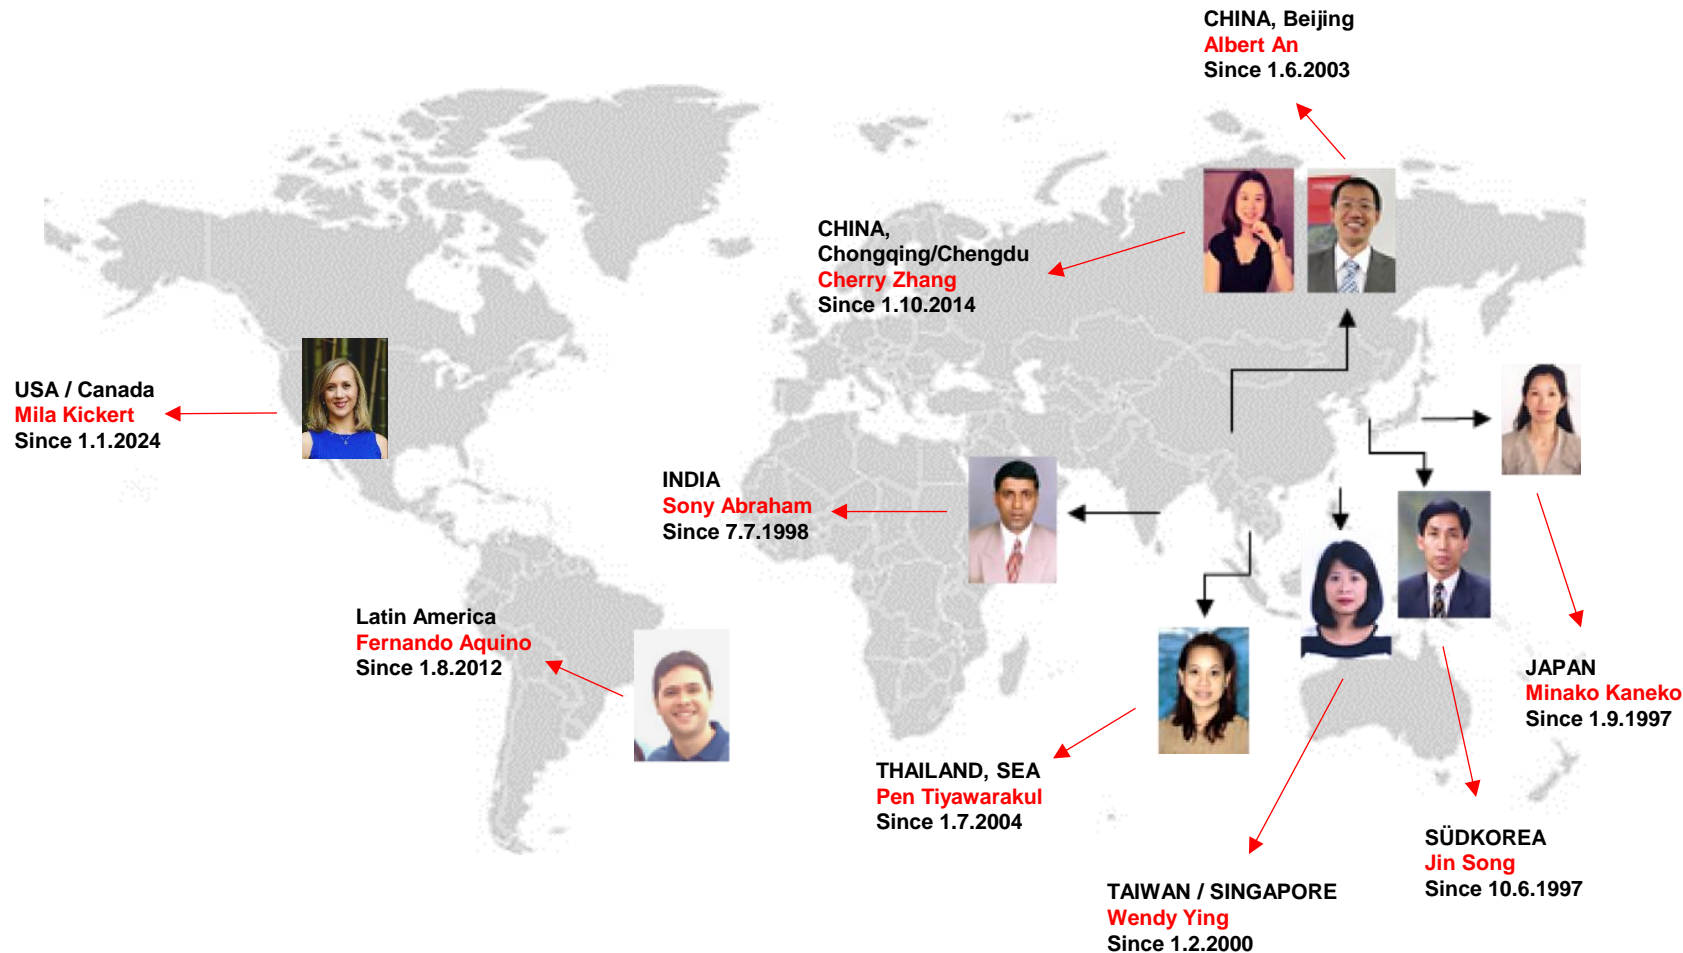 CHINA, Beijing
Albert An
Since 1.6.2003
CHINA,
Chongqing/Chengdu
Cherry Zhang
Since 1.10.2014
USA / Canada
Mila Kickert
Since 1.1.2024
INDIA
Sony Abraham
Since 7.7.1998
Latin America
Fernando Aquino
Since 1.8.2012
JAPAN
Minako Kaneko
Since 1.9.1997
THAILAND, SEA
Pen Tiyawarakul
Since 1.7.2004
SÜDKOREA
Jin Song
Since 10.6.1997
TAIWAN / SINGAPORE
Wendy Ying
Since 1.2.2000